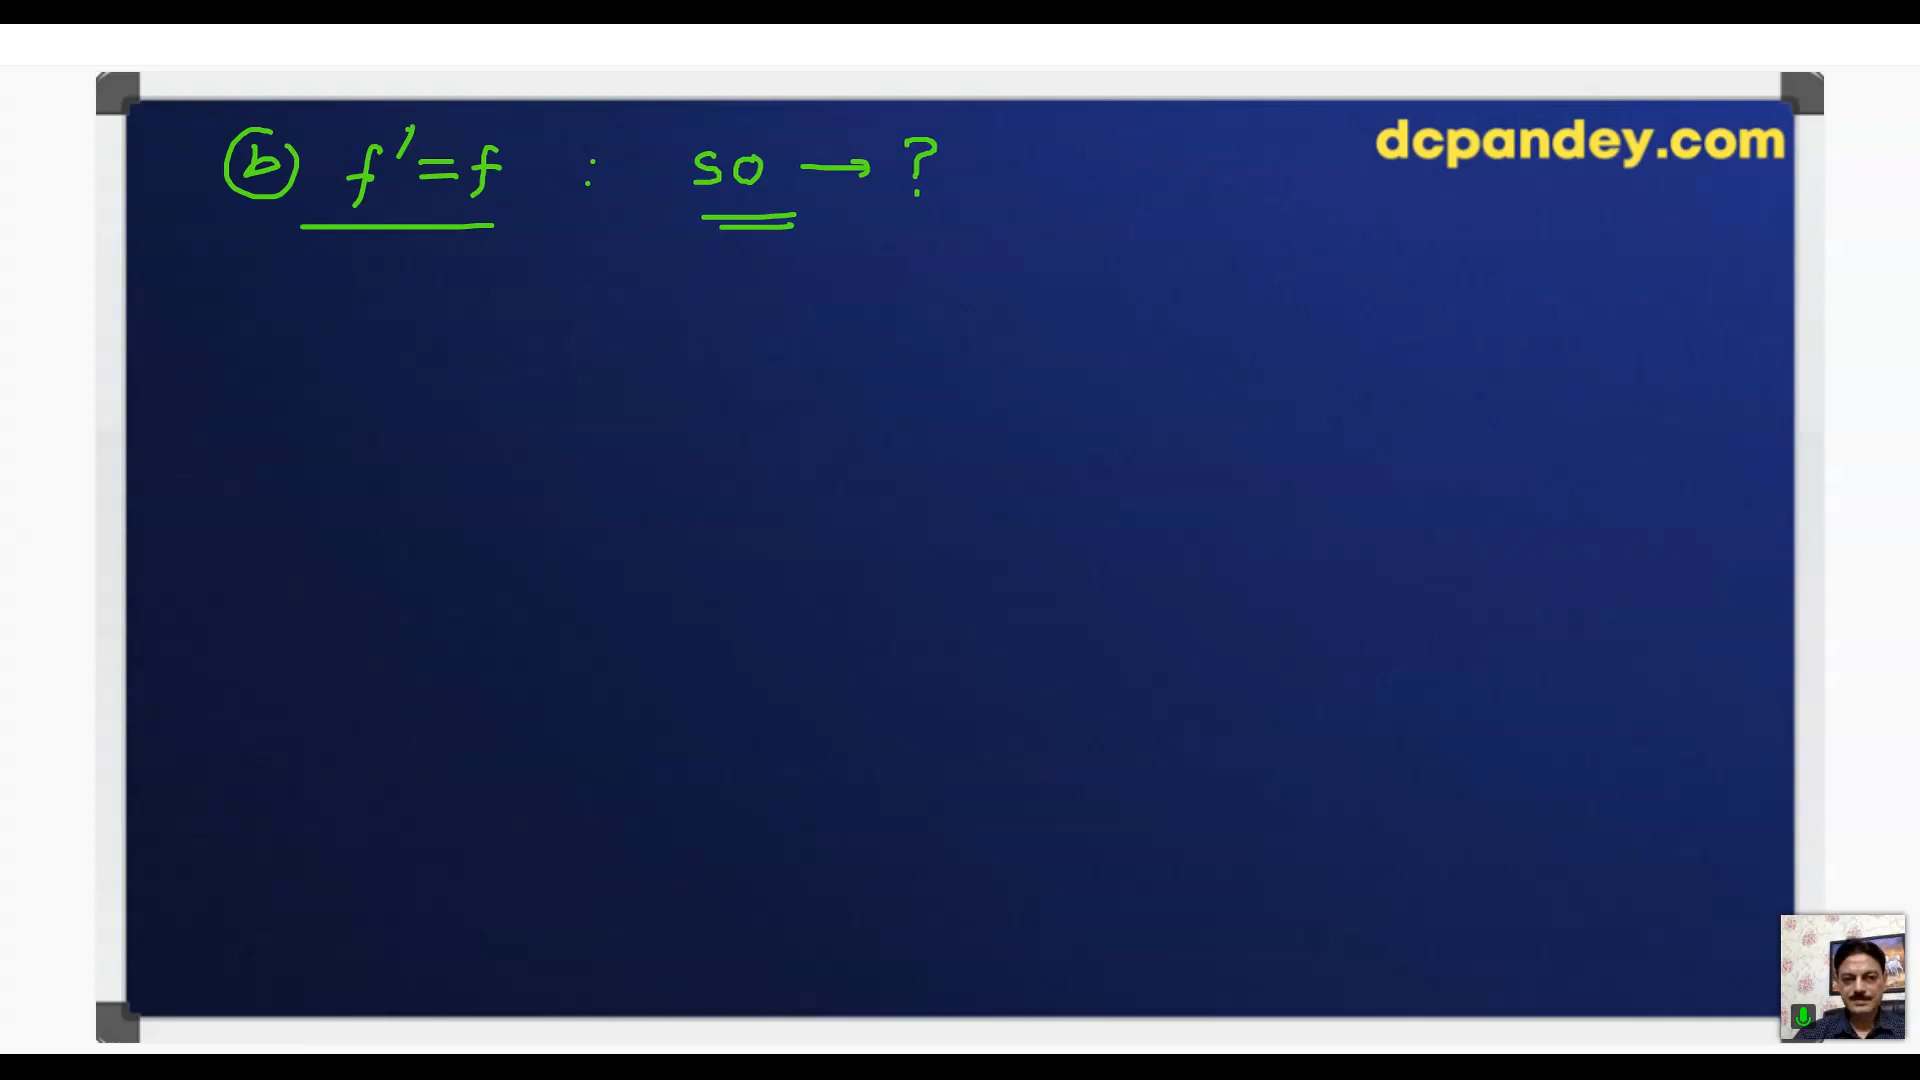 (b) f′ = f : SO → ?
dcpandey.com